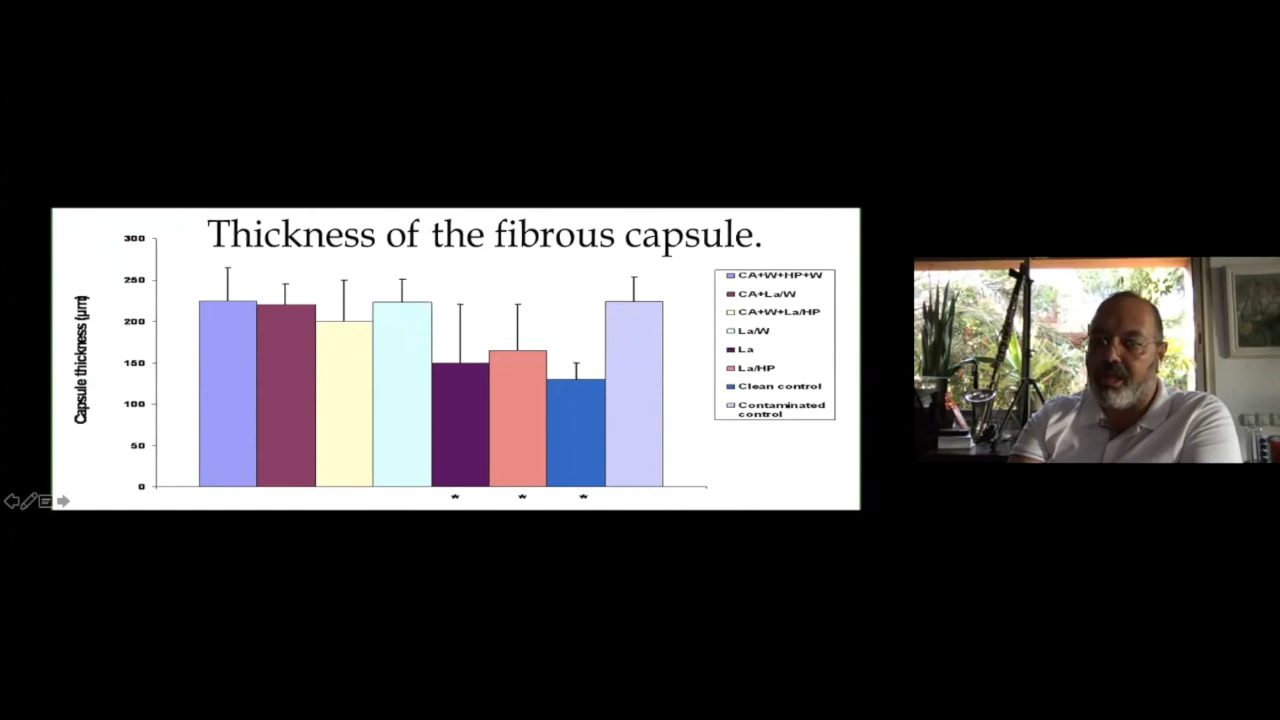 Thickness of the fibrous capsule.
Capsule thickness (µm)
300
250
200
150
100
50
0
* * *
CA+W+HP+W
CA+La/W
CA+W+La/HP
La/W
La
La/HP
Clean control
Contaminated
control